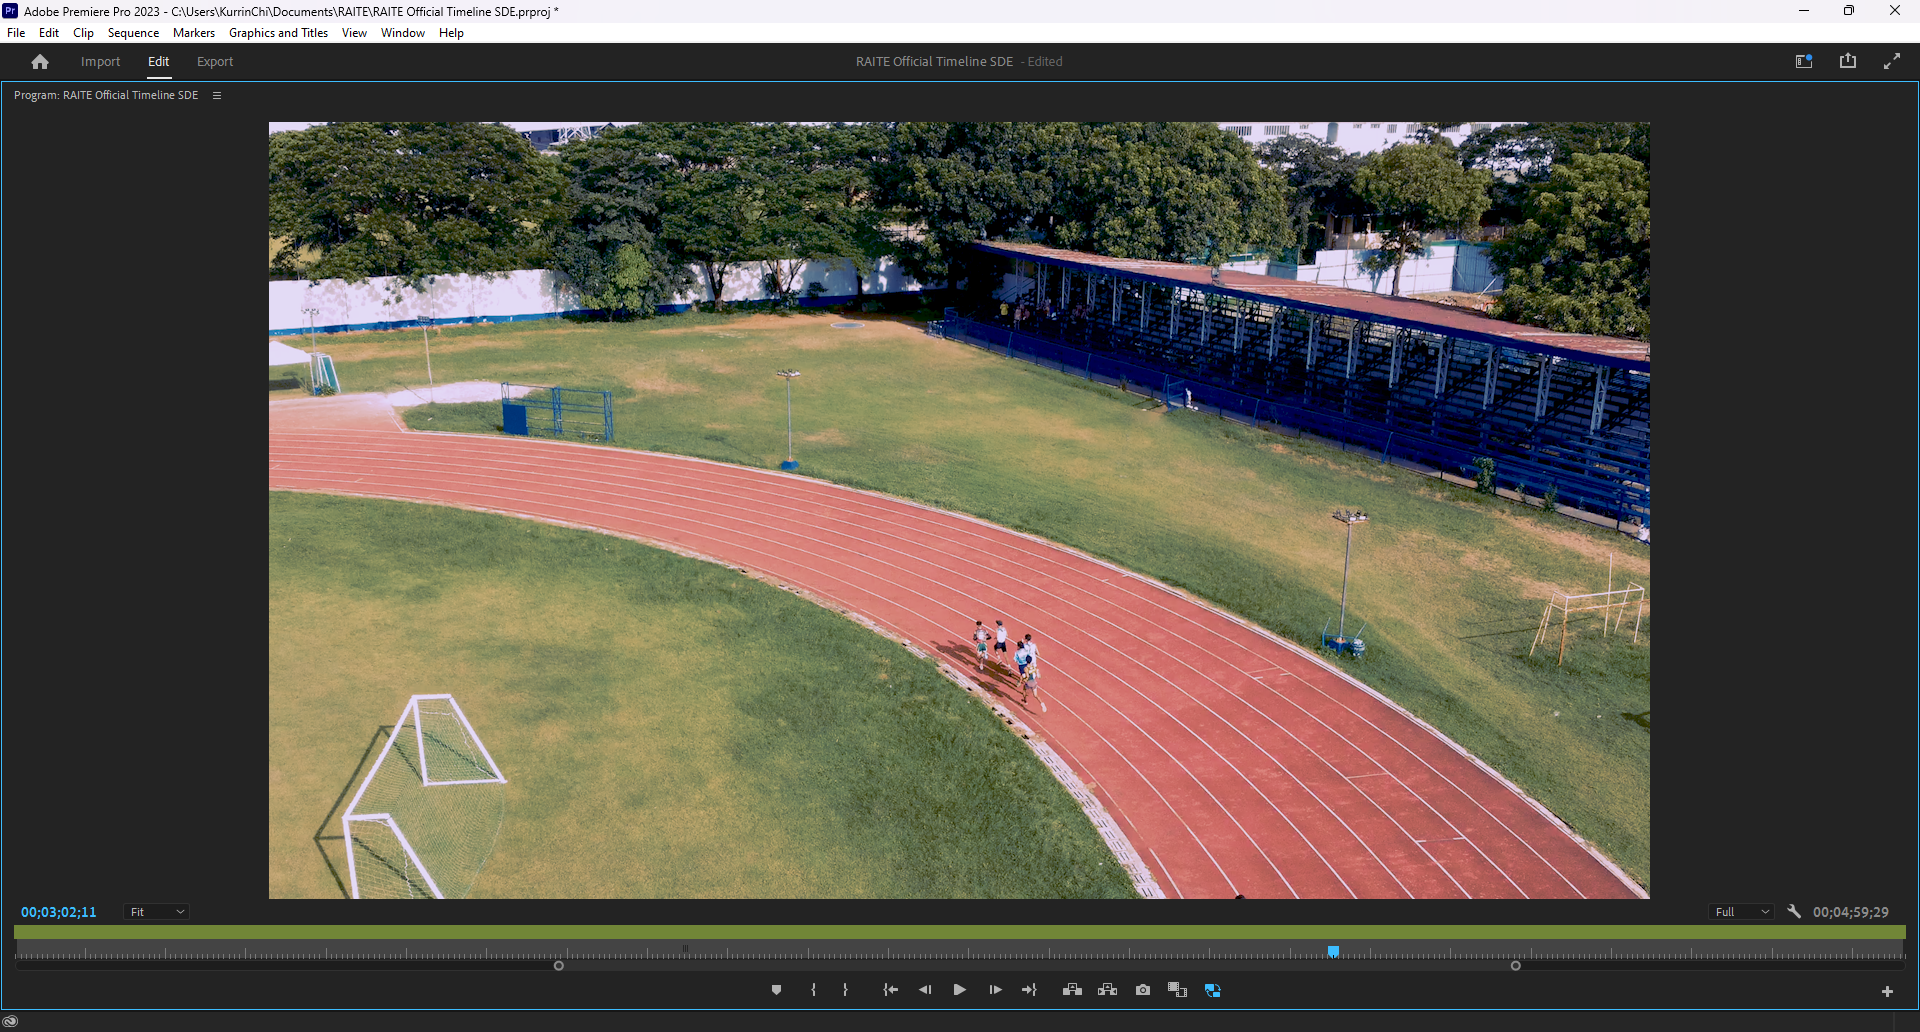 Pr Adobe Premiere Pro 2023 - C:\Users\KurrinChi\Documents\RAITE\RAITE Official Timeline SDE.prproj *
File Edit Clip Sequence Markers Graphics and Titles View Window Help
Import Edit Export RAITE Official Timeline SDE - Edited
Program: RAITE Official Timeline SDE
00;03;02;11 Fit Full 00;04;59;29